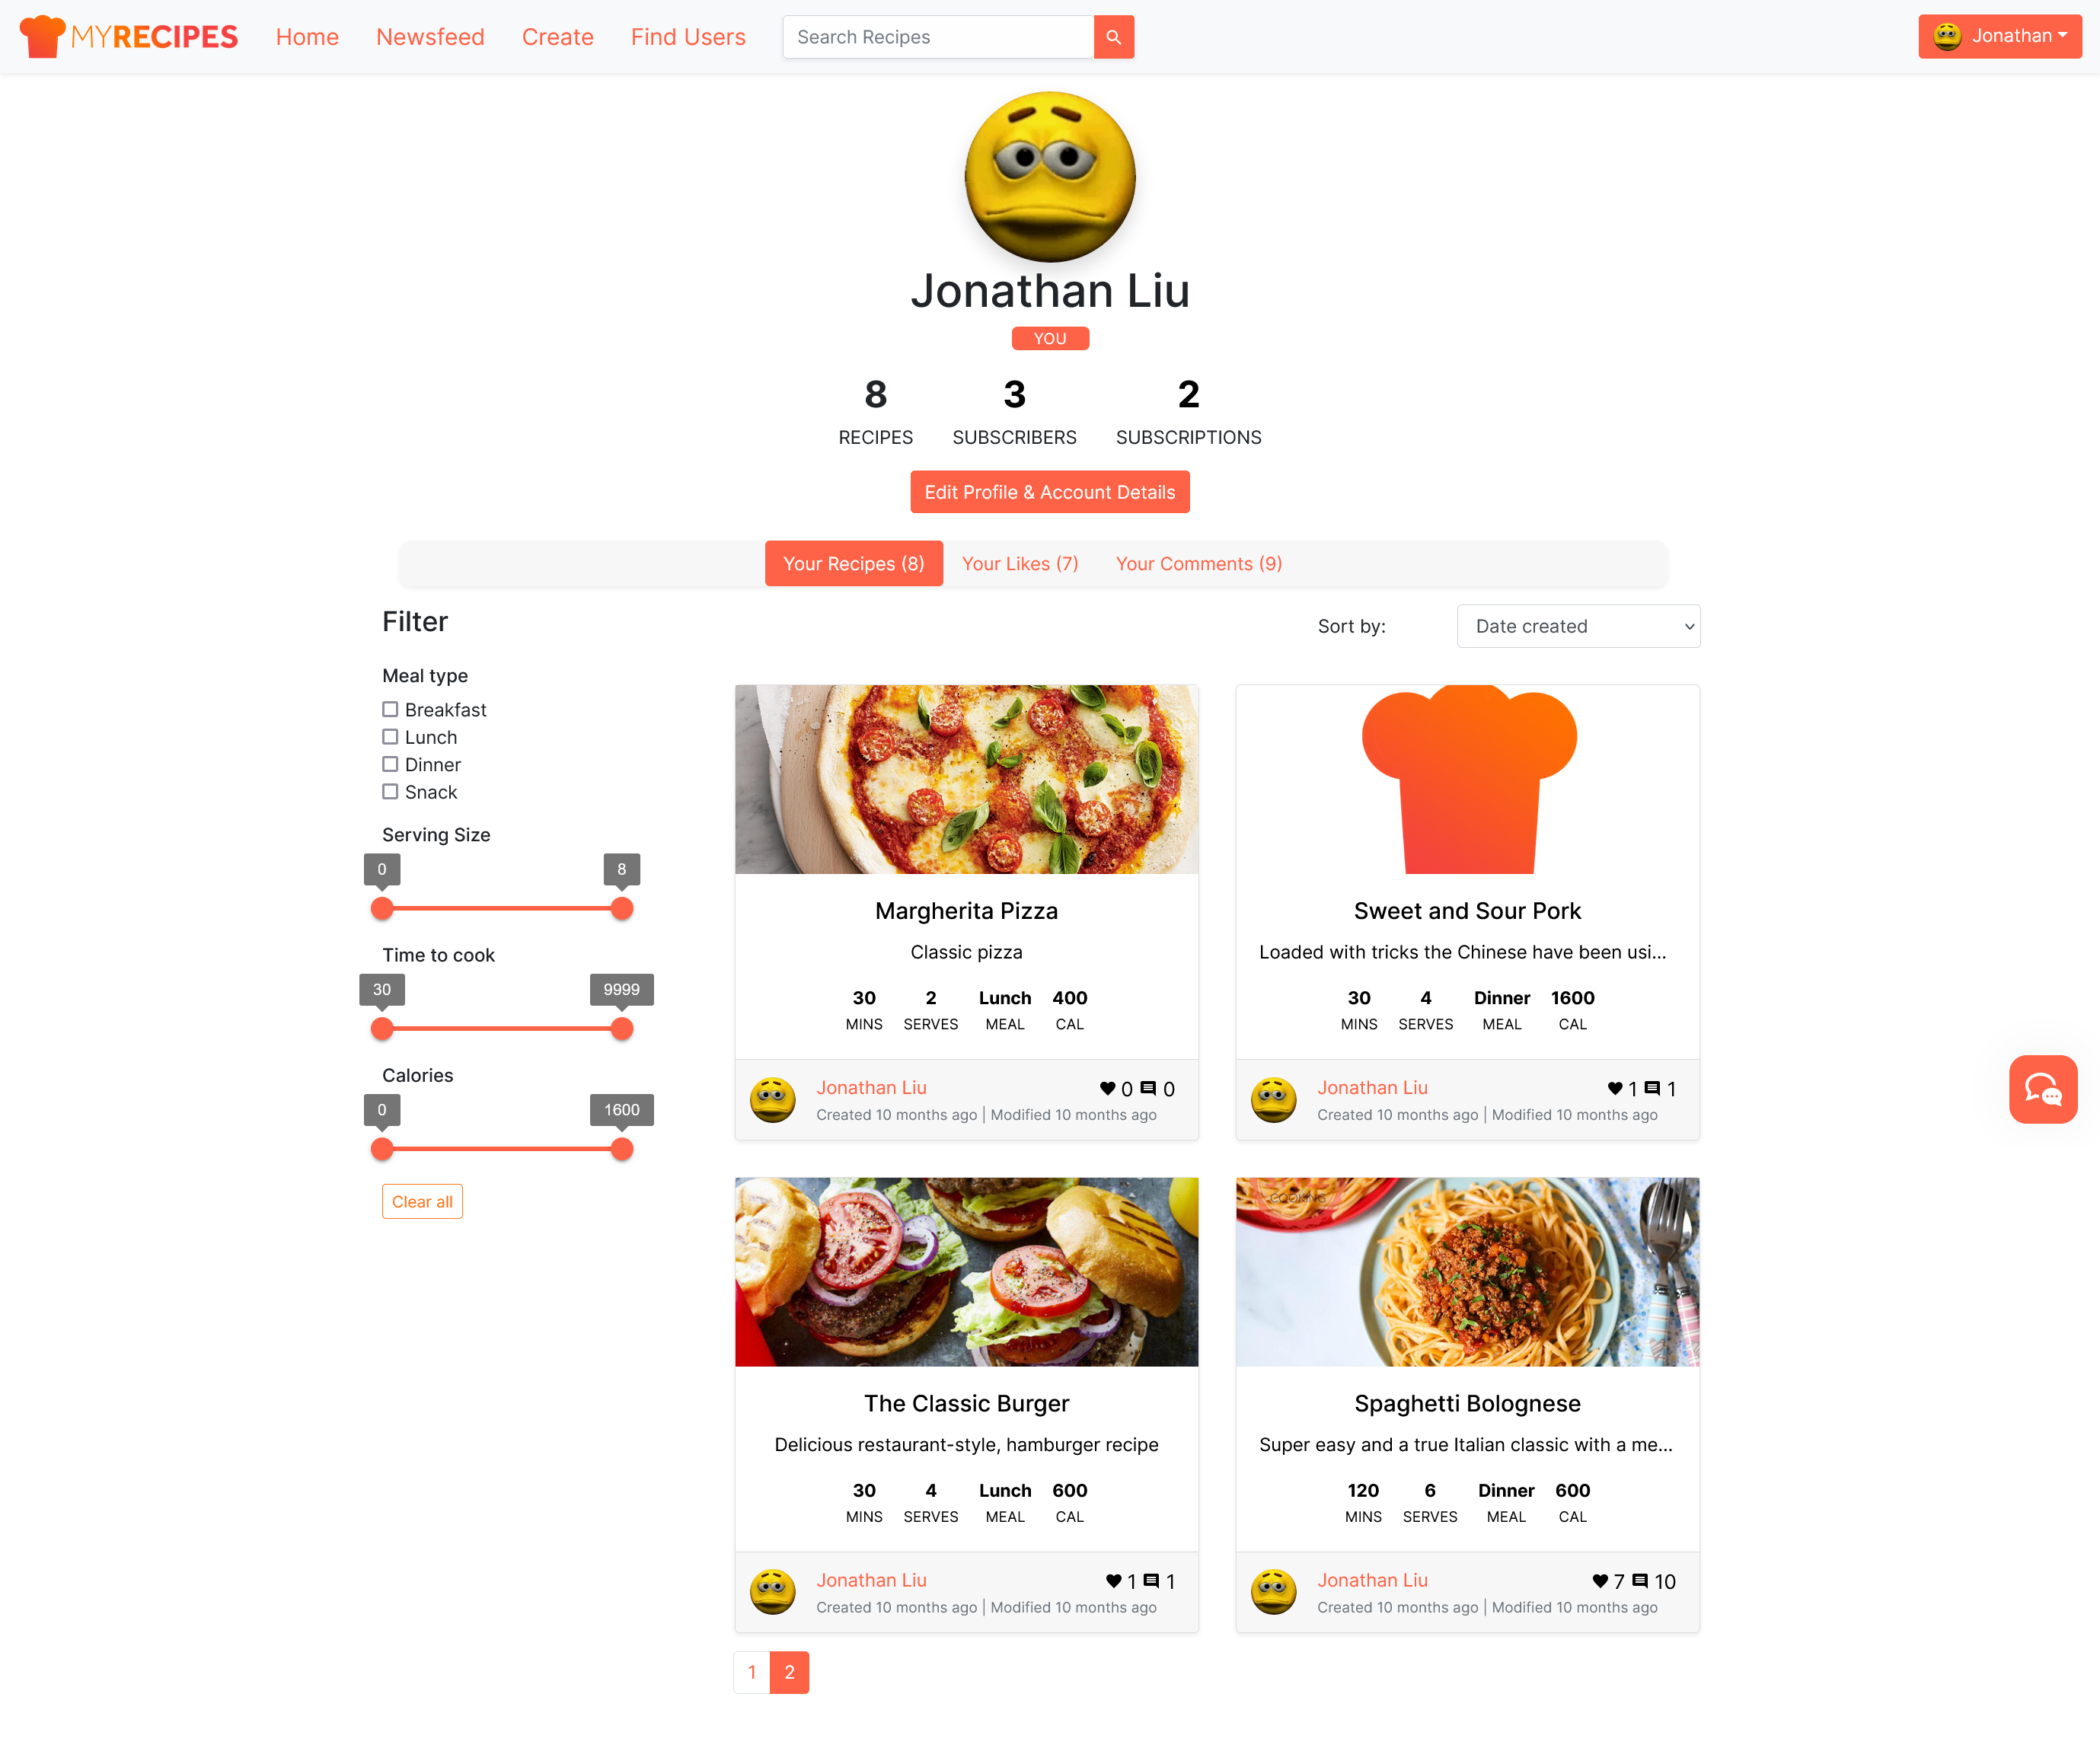 MYRECIPES Home Newsfeed Create Find Users Search Recipes Jonathan
Jonathan Liu
YOU
8 3 2
RECIPES SUBSCRIBERS SUBSCRIPTIONS
Edit Profile & Account Details
Your Recipes (8) Your Likes (7) Your Comments (9)
Filter
Sort by: Date created
Meal type
Breakfast
Lunch
Dinner
Snack
Serving Size
0 8
Time to cook
30 9999
Calories
0 1600
Clear all
Margherita Pizza
Classic pizza
30 2 Lunch 400
MINS SERVES MEAL CAL
Jonathan Liu 0 0
Created 10 months ago | Modified 10 months ago
Sweet and Sour Pork
Loaded with tricks the Chinese have been usi...
30 4 Dinner 1600
MINS SERVES MEAL CAL
Jonathan Liu 1 1
Created 10 months ago | Modified 10 months ago
The Classic Burger
Delicious restaurant-style, hamburger recipe
30 4 Lunch 600
MINS SERVES MEAL CAL
Jonathan Liu 1 1
Created 10 months ago | Modified 10 months ago
COOKING
Spaghetti Bolognese
Super easy and a true Italian classic with a me...
120 6 Dinner 600
MINS SERVES MEAL CAL
Jonathan Liu 7 10
Created 10 months ago | Modified 10 months ago
1 2